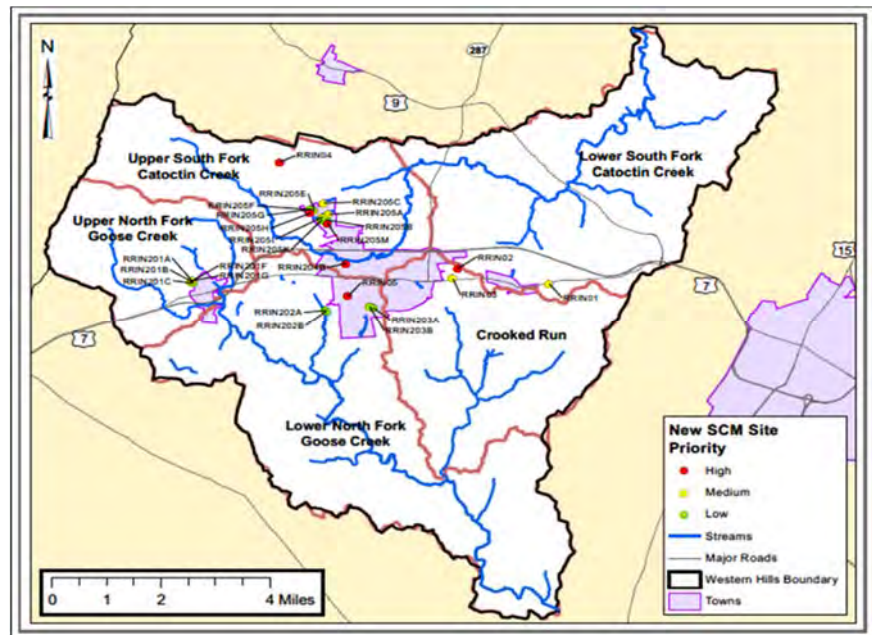 N
287
9
Upper South Fork
Catoctin Creek
RRIN04
Lower South Fork
Catoctin Creek
RRIN205E
RRIN205C
RRIN205F
RRIN205G
RRIN205A
RRIN205H
RRIN205B
RRIN205I
RRIN205M
Upper North Fork
Goose Creek
RRIN201A
RRIN201F
RRIN201B
RRIN201G
RRIN201C
RRIN02
15
7
RRIN01
RRIN202A
RRIN203A
RRIN202B
RRIN203B
Crooked Run
7
Lower North Fork
Goose Creek
New SCM Site
Priority
High
Medium
Low
Streams
Major Roads
Western Hills Boundary
Towns
0 1 2 4 Miles